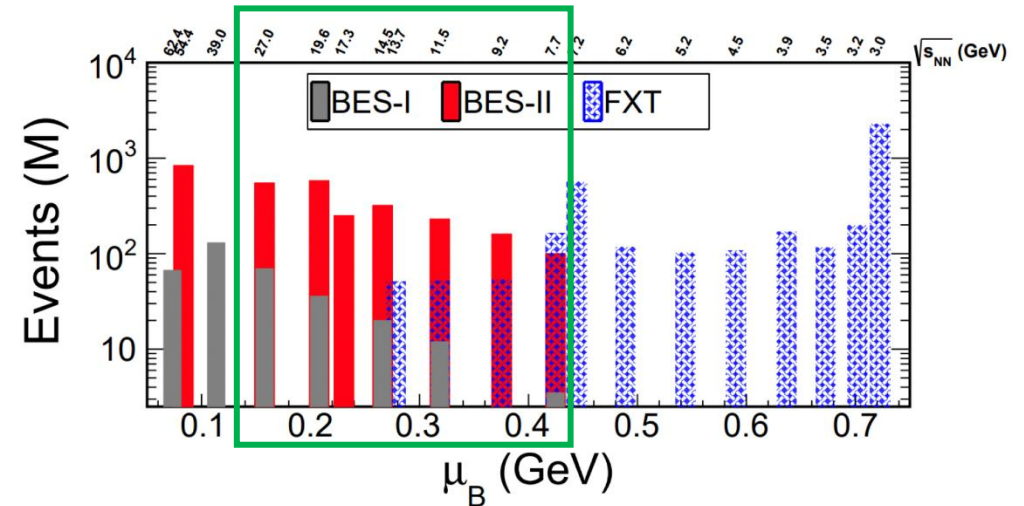 62.4 54.4 39.0 27.0 19.6 17.3 14.5 13.7 11.5 9.2 7.7 7.2 6.2 5.2 4.5 3.9 3.5 3.2 3.0 √s_NN (GeV)
10⁴
BES-I BES-II FXT
10³
10²
10
Events (M)
0.1 0.2 0.3 0.4 0.5 0.6 0.7
μ_B (GeV)